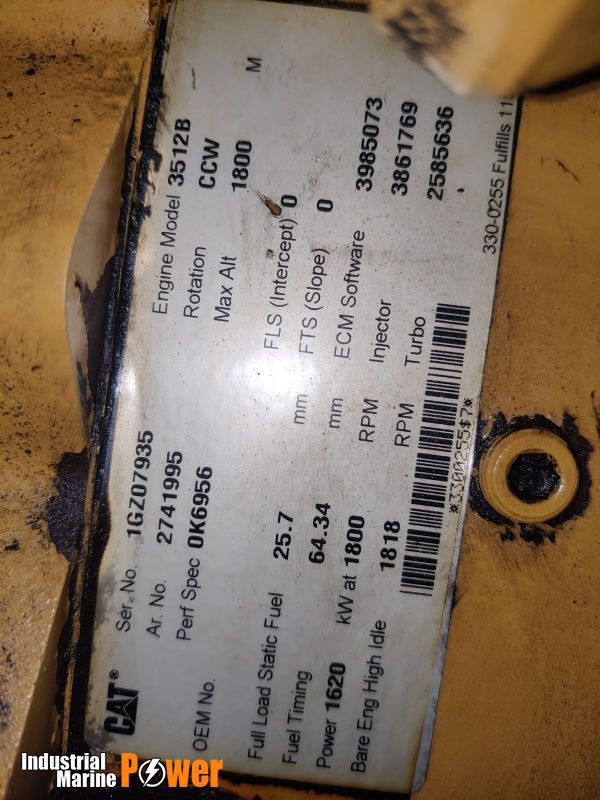 CAT®
Ser. No. 1GZ07935
Engine Model 3512B
Ar. No. 2741995
Rotation CCW
Perf Spec 0K6956
Max Alt 1800 M
OEM No.
Full Load Static Fuel 25.7 mm
FLS (Intercept) 0
Fuel Timing 64.34 mm
FTS (Slope) 0
Power 1620 kW at 1800 RPM
ECM Software 3985073
Bare Eng High Idle 1818 RPM
Injector 3861769
Turbo 2585636
*3300255$7*
330-0255 Fulfills
Industrial
Marine Power